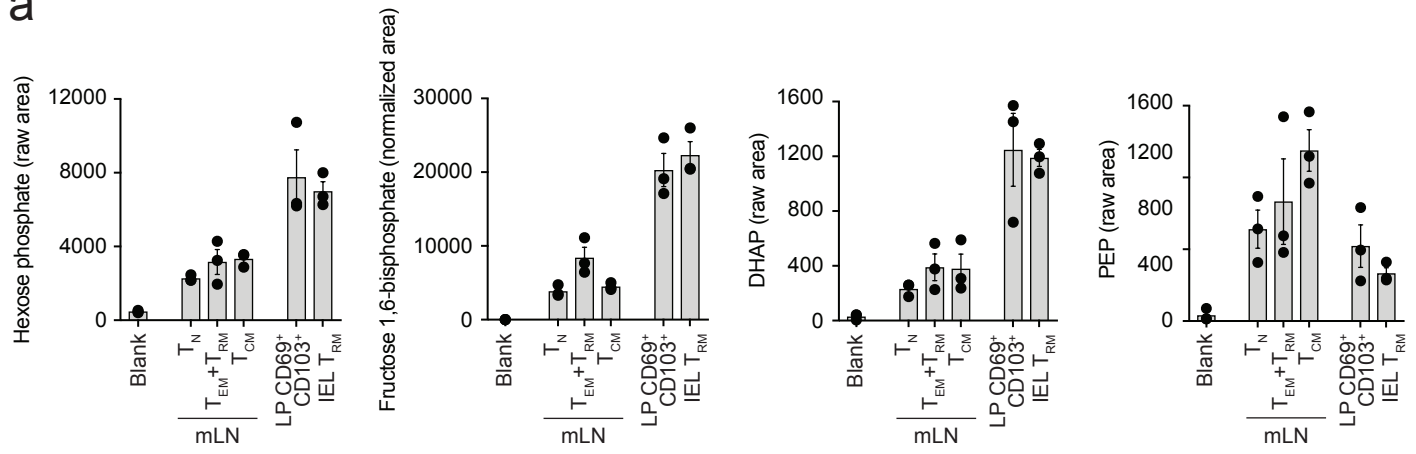 a
Hexose phosphate (raw area)
12000
8000
4000
0
Blank
TN
TEM+TRM
TCM
mLN
LP CD69+
CD103+
IEL TRM
Fructose 1,6-bisphosphate (normalized area)
30000
20000
10000
0
Blank
TN
TEM+TRM
TCM
mLN
LP CD69+
CD103+
IEL TRM
DHAP (raw area)
1600
1200
800
400
0
Blank
TN
TEM+TRM
TCM
mLN
LP CD69+
CD103+
IEL TRM
PEP (raw area)
1600
1200
800
400
0
Blank
TN
TEM+TRM
TCM
mLN
LP CD69+
CD103+
IEL TRM